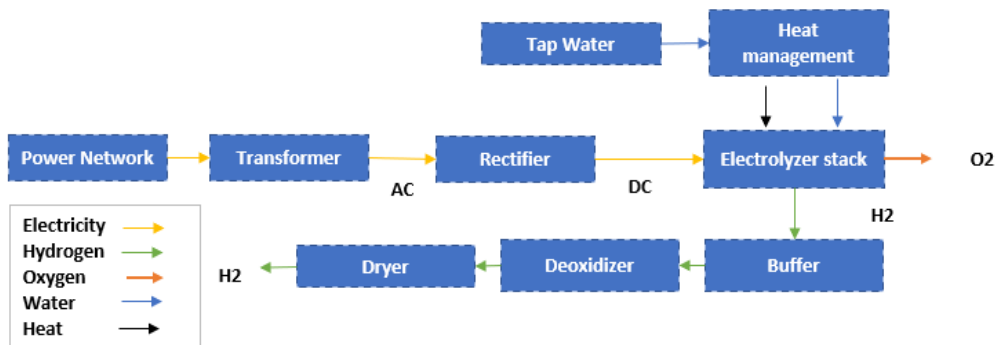 Tap Water
Heat
management
Power Network
Transformer
AC
Rectifier
DC
Electrolyzer stack
O2
H2
Electricity
Hydrogen
Oxygen
Water
Heat
H2
Dryer
Deoxidizer
Buffer